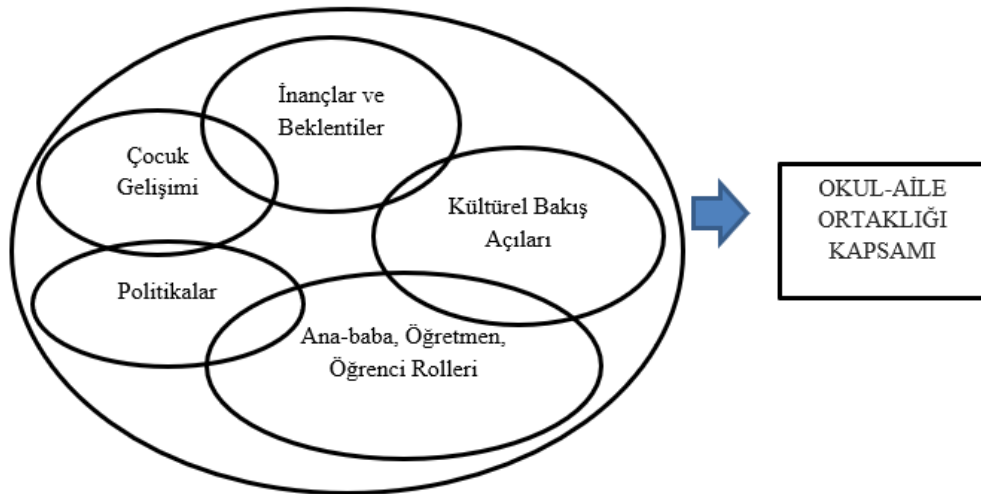 İnançlar ve
Beklentiler
Çocuk
Gelişimi
Kültürel Bakış
Açıları
Politikalar
Ana-baba, Öğretmen,
Öğrenci Rolleri
OKUL-AİLE
ORTAKLIĞI
KAPSAMI